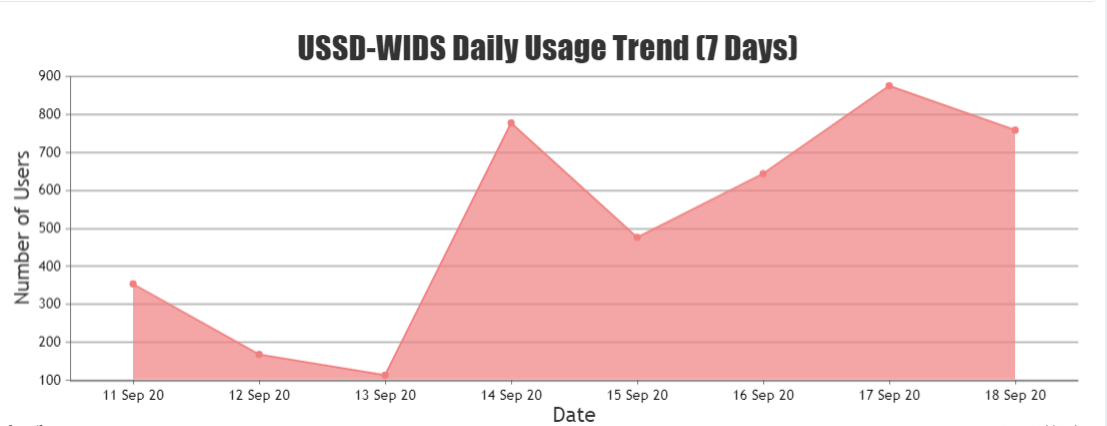 USSD-WIDS Daily Usage Trend (7 Days)
Number of Users
900
800
700
600
500
400
300
200
100
11 Sep 20 12 Sep 20 13 Sep 20 14 Sep 20 15 Sep 20 16 Sep 20 17 Sep 20 18 Sep 20
Date